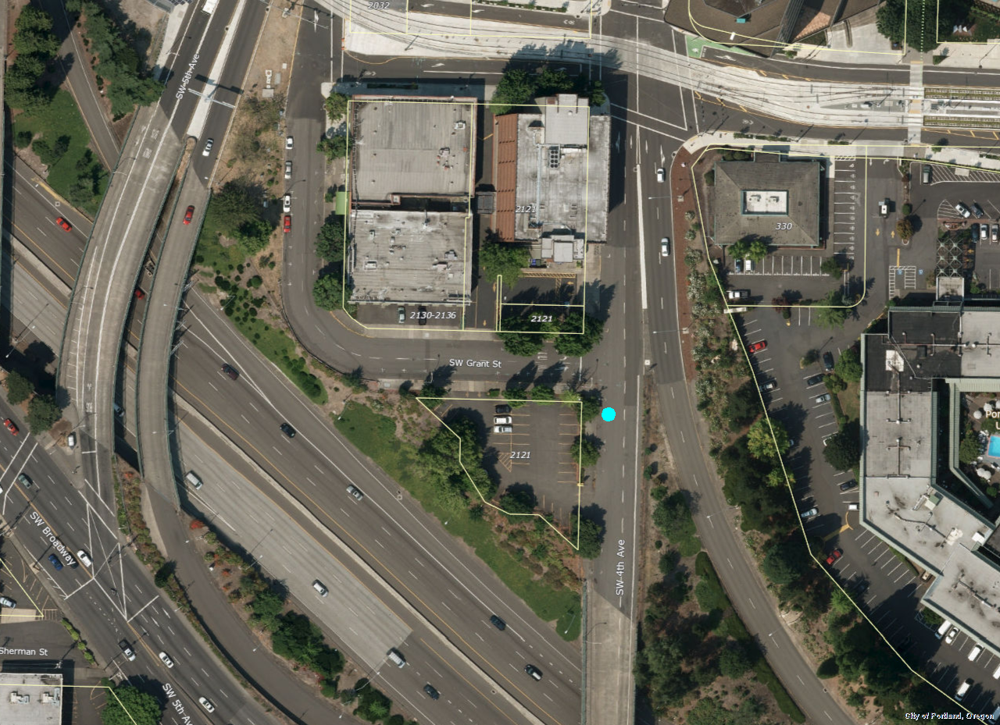 2032
SW 5th Ave
2121
330
2130-2136
2121
SW Grant St
2121
SW Broadway
SW 4th Ave
Sherman St
SW 5th Av
City of Portland, Oregon